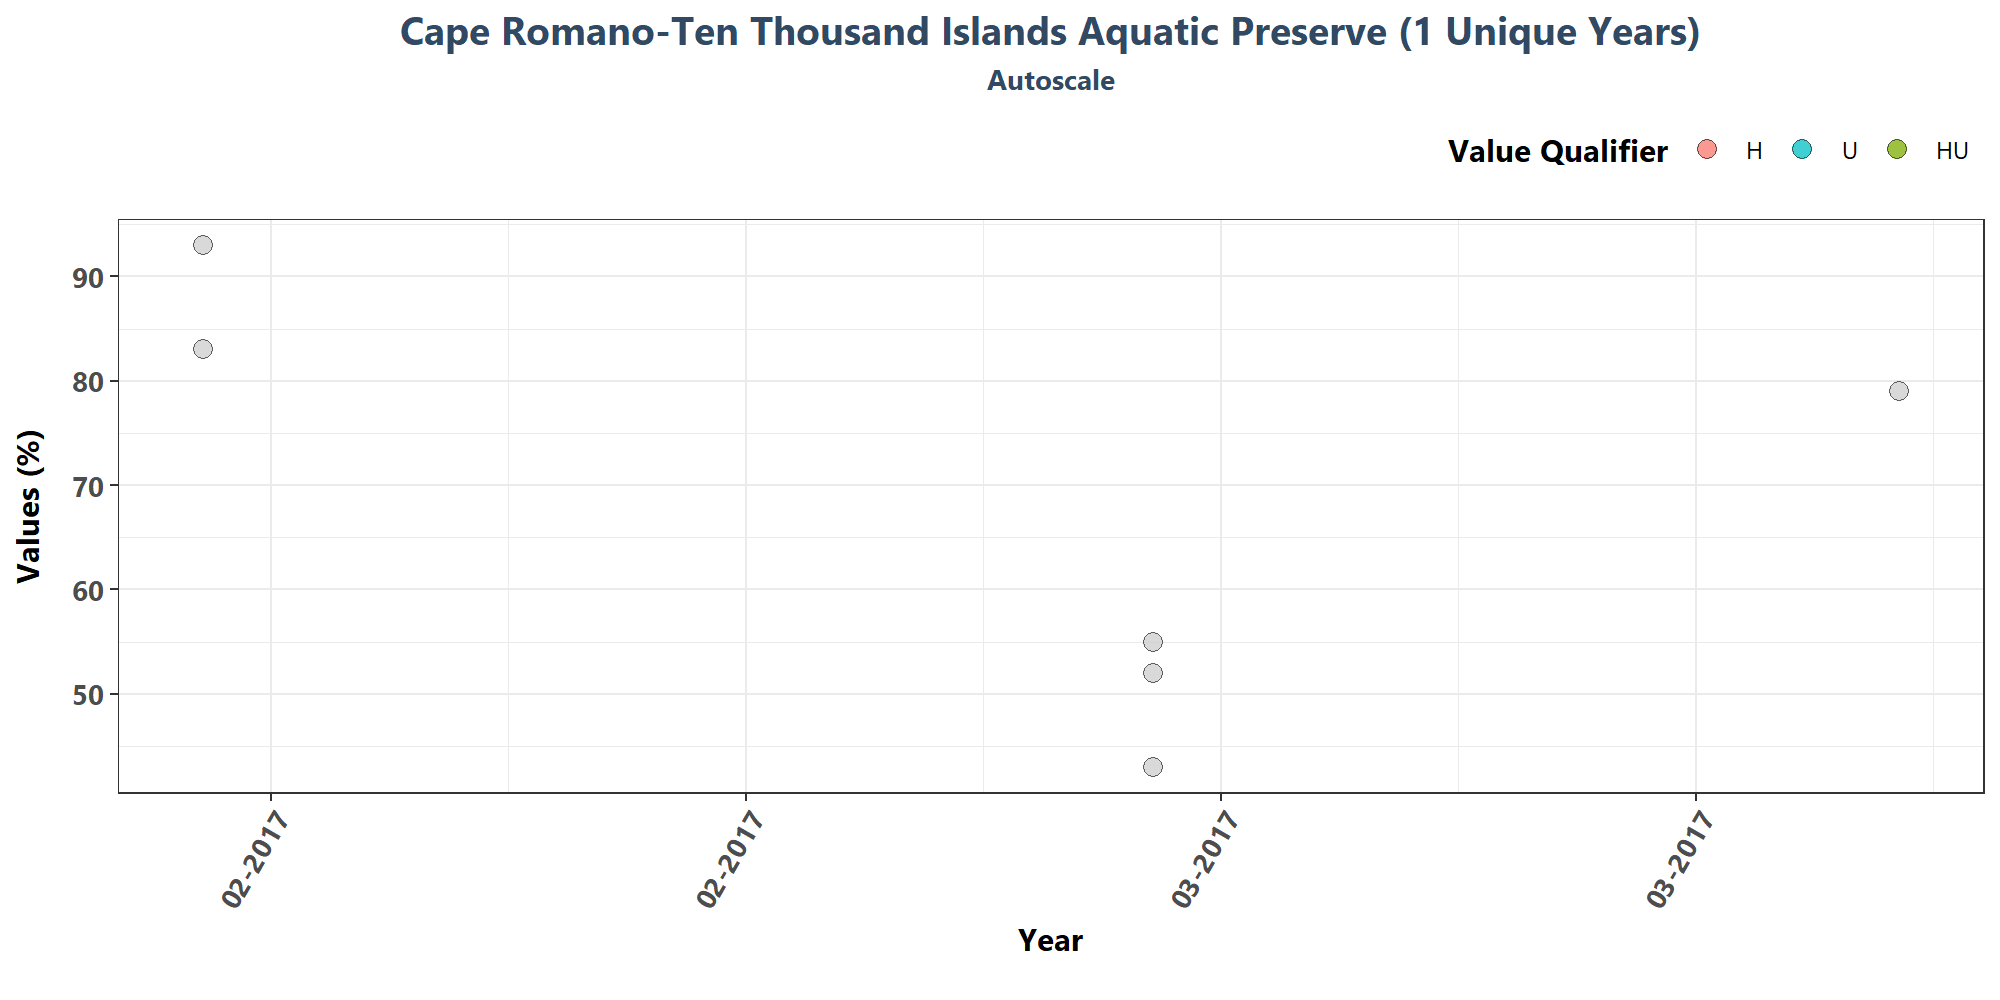 Cape Romano-Ten Thousand Islands Aquatic Preserve (1 Unique Years)
Autoscale
Value Qualifier H U HU
90
80
70
60
50
Values (%)
02-2017 02-2017 03-2017 03-2017
Year